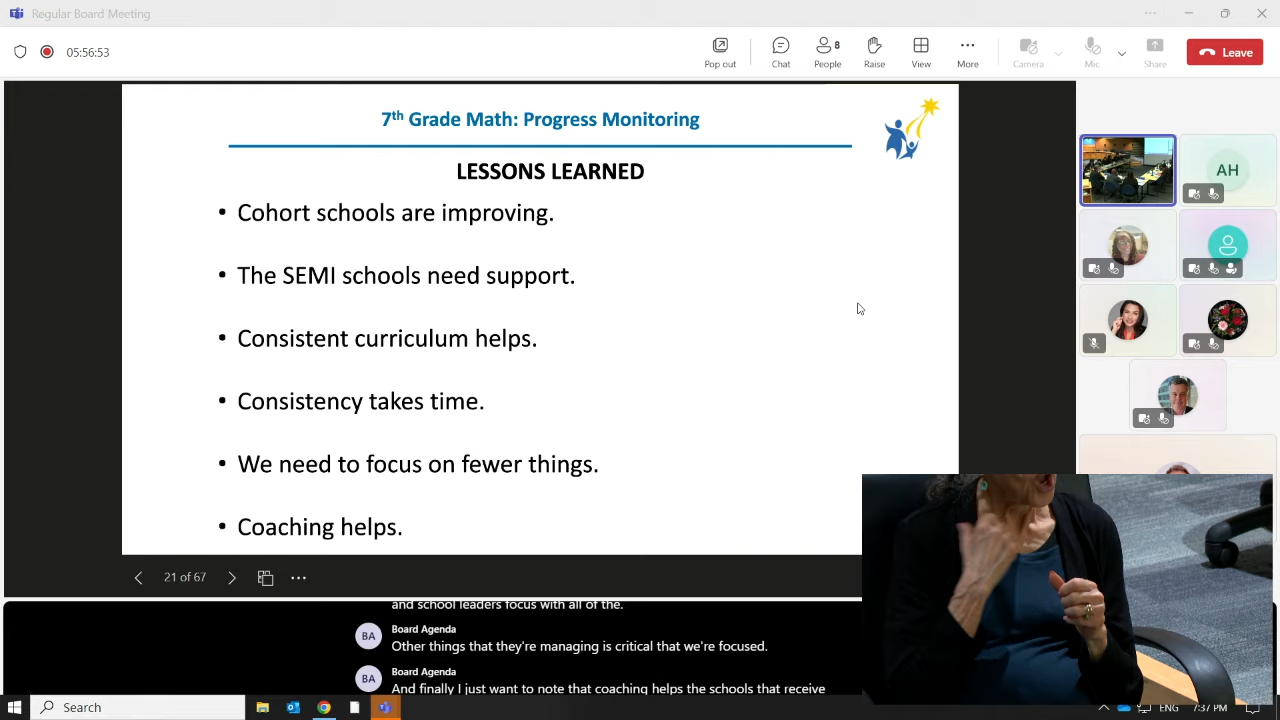 Regular Board Meeting
05:56:53
Pop out
Chat
8
People
Raise
View
More
Camera
Mic
Share
Leave
7th Grade Math: Progress Monitoring
LESSONS LEARNED
• Cohort schools are improving.
• The SEMI schools need support.
• Consistent curriculum helps.
• Consistency takes time.
• We need to focus on fewer things.
• Coaching helps.
AH
21 of 67
and school leaders focus with all of the.
BA
Board Agenda
Other things that they're managing is critical that we're focused.
BA
Board Agenda
And finally I just want to note that coaching helps the schools that receive
Search
ENG
7:37 PM